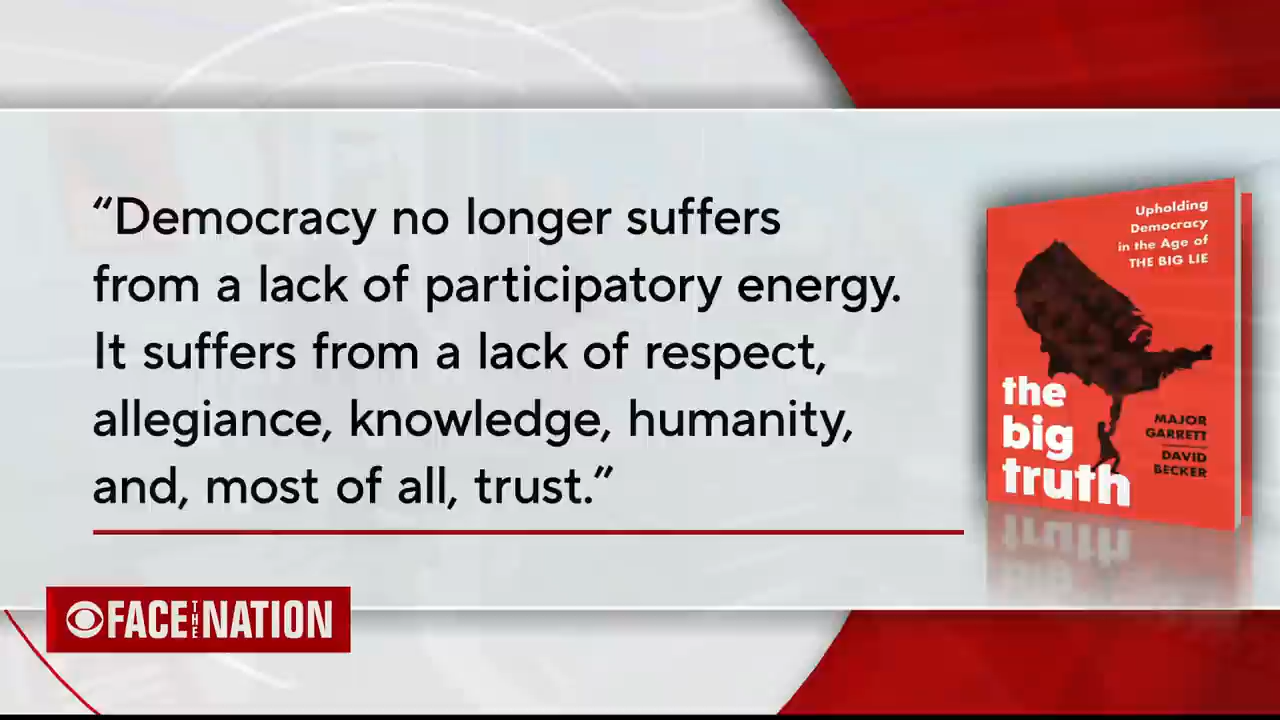 “Democracy no longer suffers
from a lack of participatory energy.
It suffers from a lack of respect,
allegiance, knowledge, humanity,
and, most of all, trust.”
Upholding
Democracy
in the Age of
THE BIG LIE
the
big
truth
MAJOR
GARRETT
DAVID
BECKER
FACE THE NATION